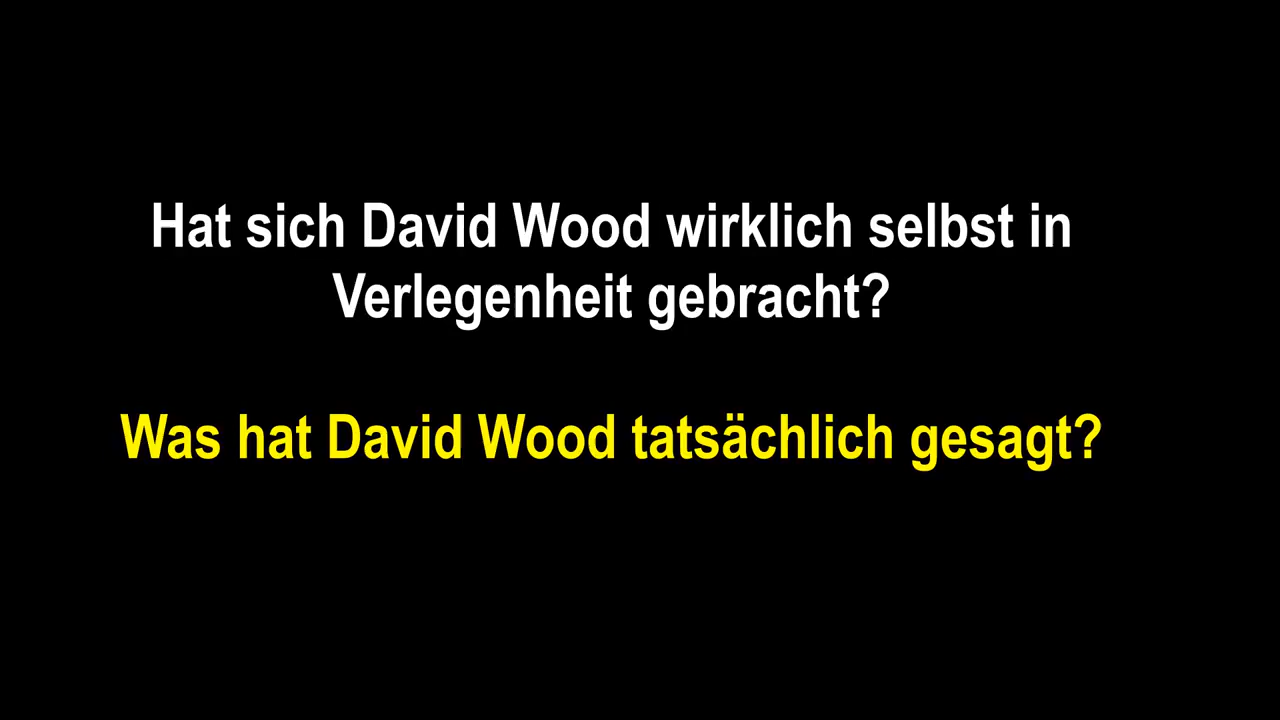 Hat sich David Wood wirklich selbst in
Verlegenheit gebracht?
Was hat David Wood tatsächlich gesagt?